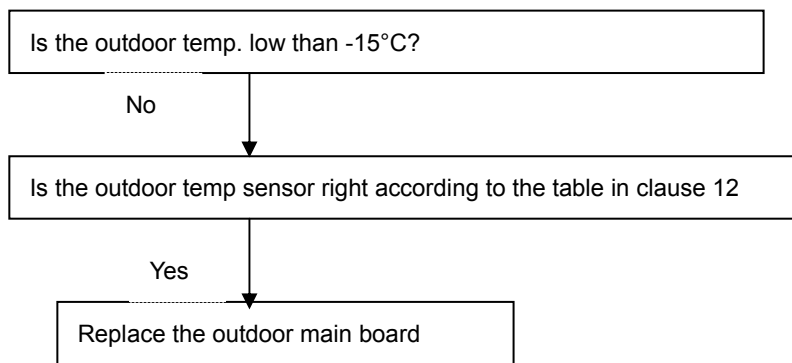 Is the outdoor temp. low than -15°C?
No
Is the outdoor temp sensor right according to the table in clause 12
Yes
Replace the outdoor main board